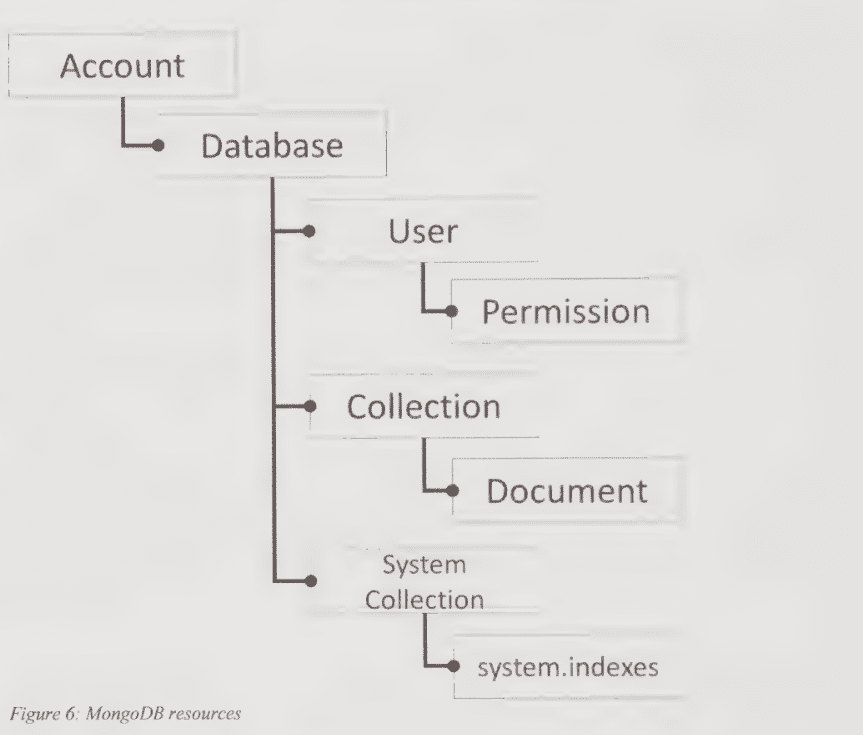 Account
Database
User
Permission
Collection
Document
System
Collection
system.indexes
Figure 6: MongoDB resources